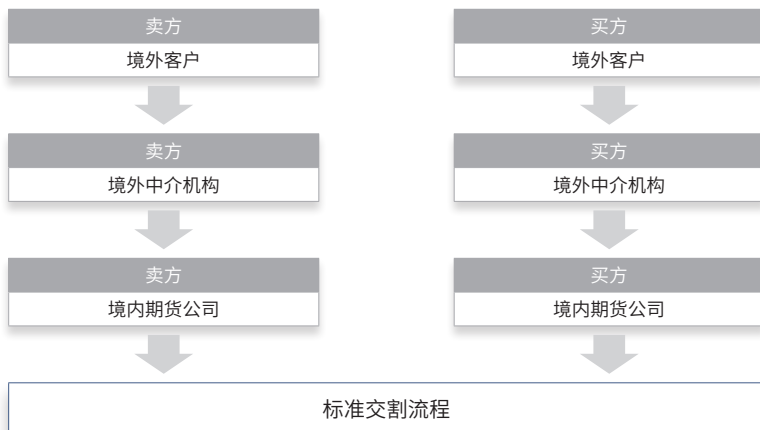 卖方
境外客户
买方
境外客户
卖方
境外中介机构
买方
境外中介机构
卖方
境内期货公司
买方
境内期货公司
标准交割流程